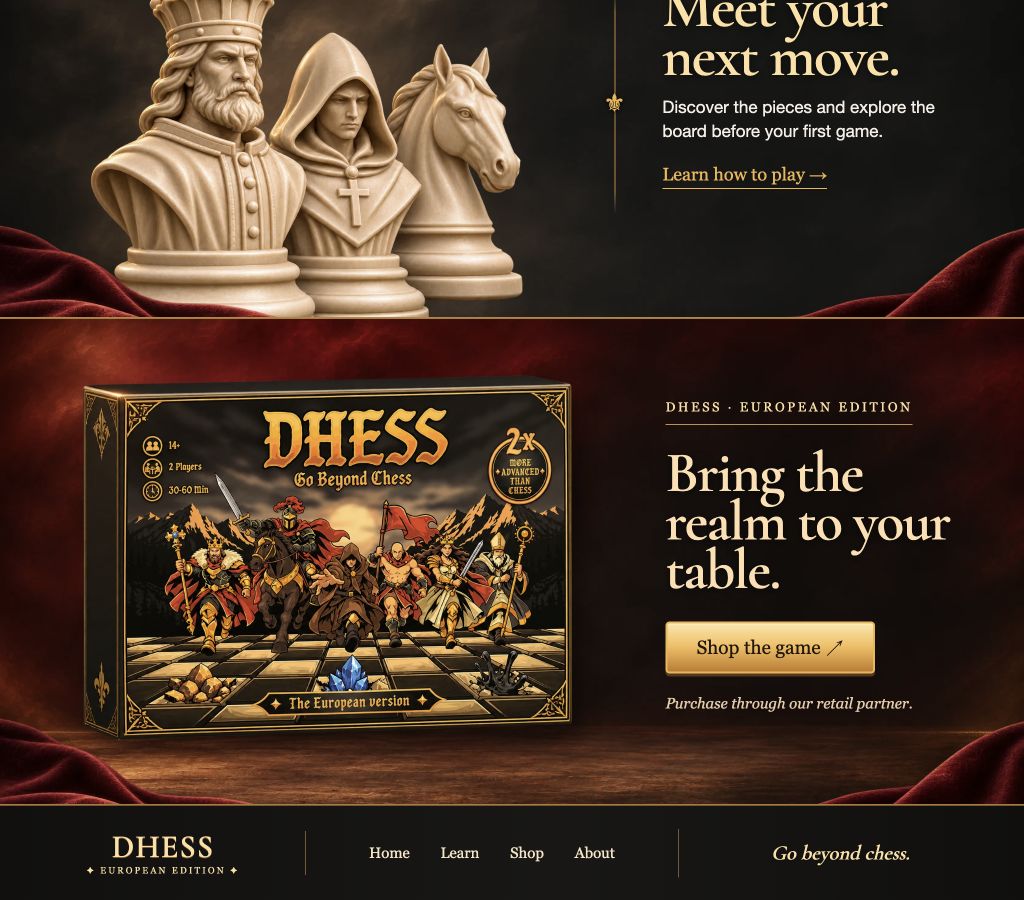 Meet your
next move.
Discover the pieces and explore the
board before your first game.
Learn how to play →
DHESS
Go Beyond Chess
14+
2 Players
30-60 Min
2x
MORE
ADVANCED
THAN
CHESS
The European version
DHESS · EUROPEAN EDITION
Bring the
realm to your
table.
Shop the game ↗
Purchase through our retail partner.
DHESS
✦ EUROPEAN EDITION ✦
Home Learn Shop About
Go beyond chess.